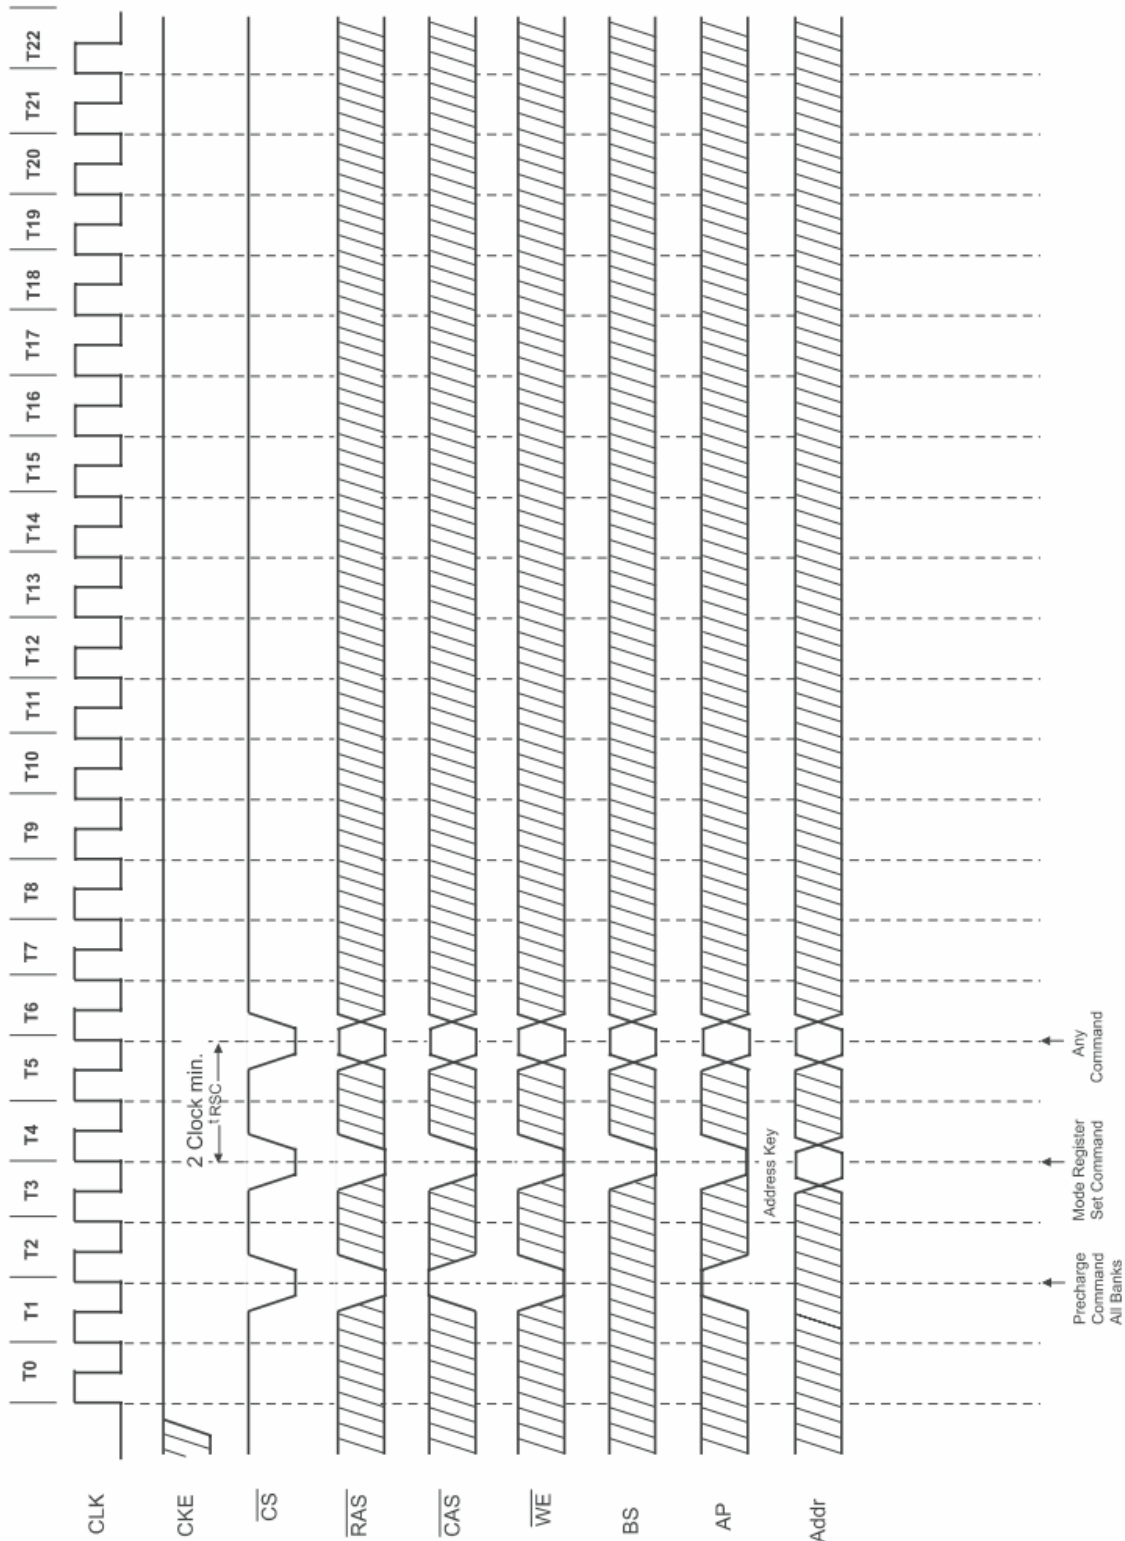 T0 T1 T2 T3 T4 T5 T6 T7 T8 T9 T10 T11 T12 T13 T14 T15 T16 T17 T18 T19 T20 T21 T22
CLK
CKE
2 Clock min.
tRSC
CS
RAS
CAS
WE
BS
AP
Address Key
Addr
Precharge
Command
All Banks
Mode Register
Set Command
Any
Command